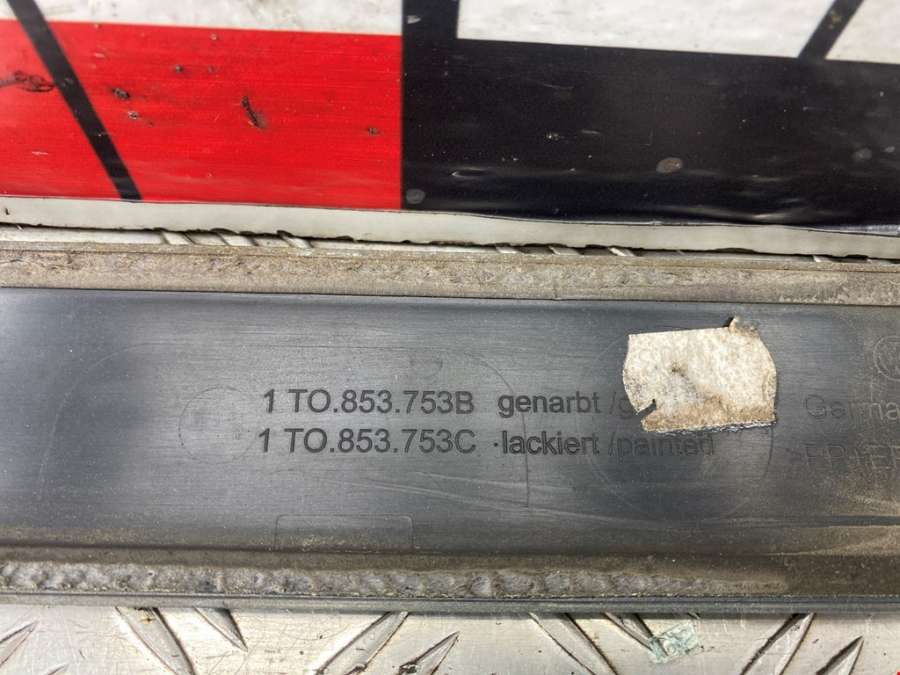 1 TO.853.753B genarbt /g
1 TO.853.753C ·lackiert /painted